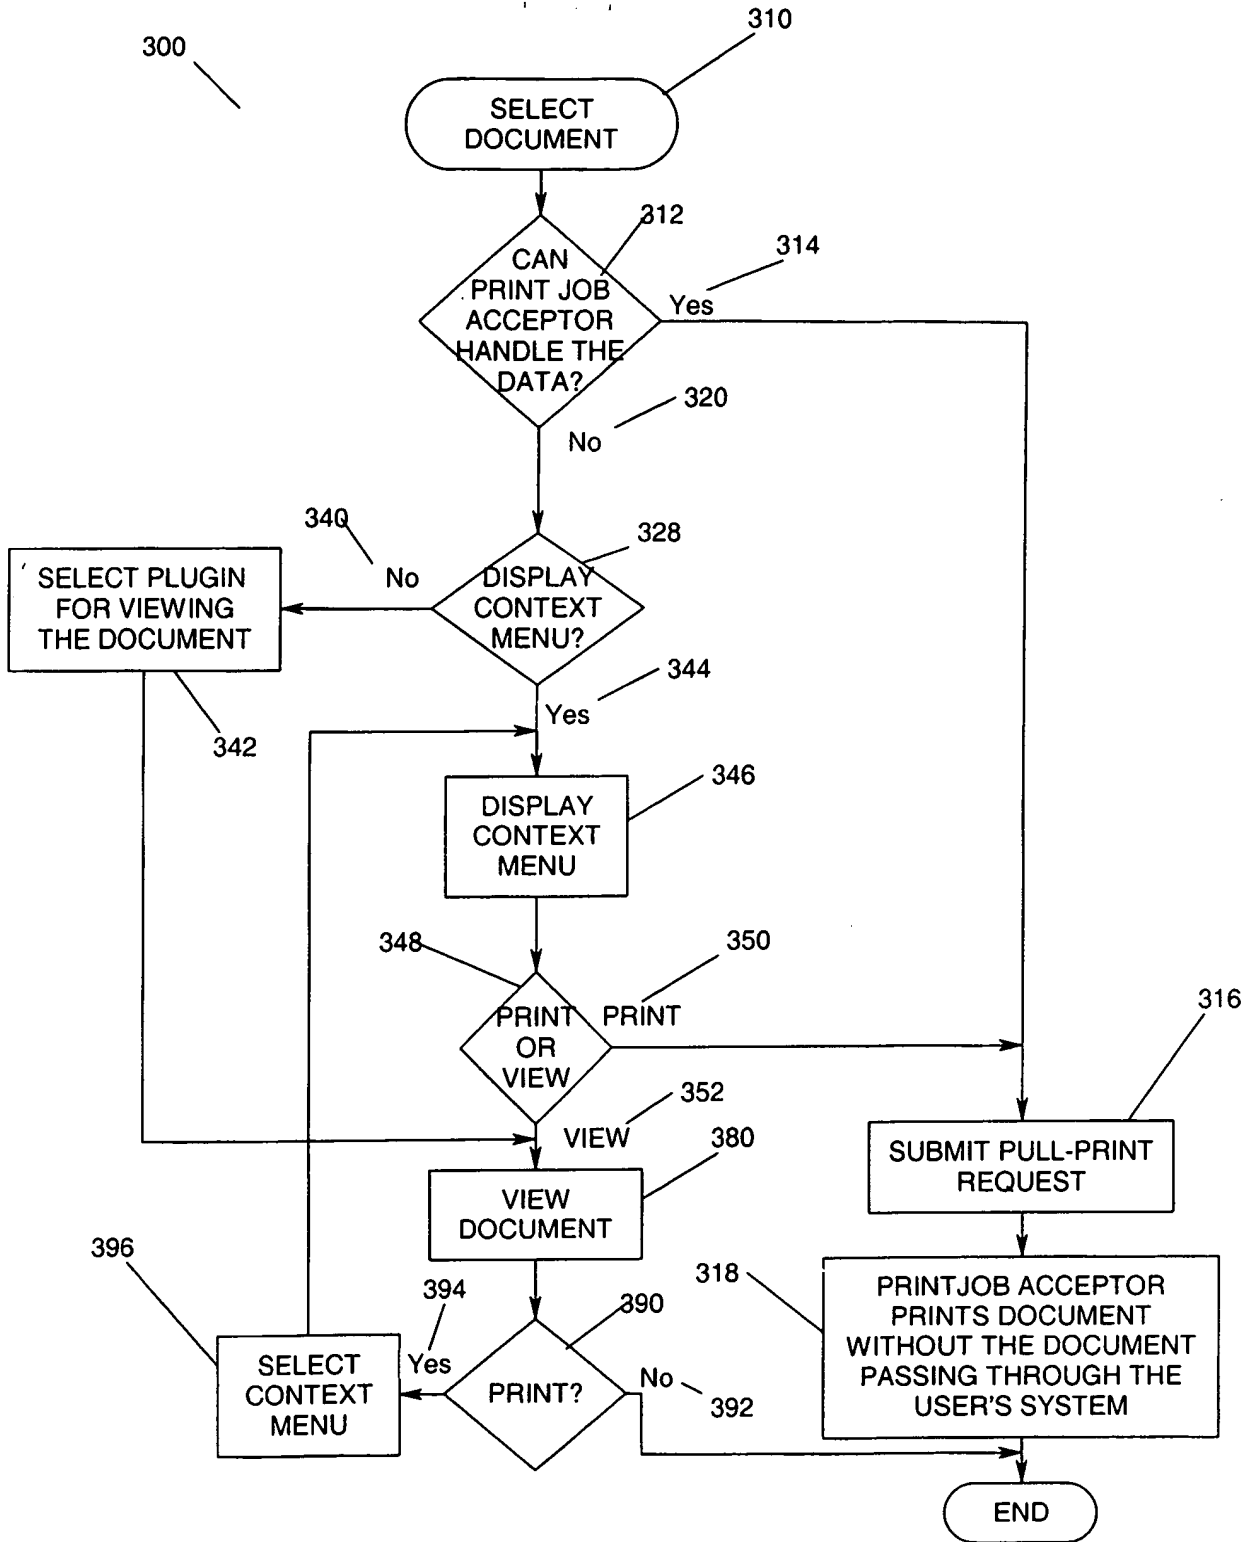 310
300
SELECT
DOCUMENT
312
314
CAN
PRINT JOB
ACCEPTOR
HANDLE THE
DATA?
Yes
320
No
340
328
No
SELECT PLUGIN
FOR VIEWING
THE DOCUMENT
DISPLAY
CONTEXT
MENU?
344
Yes
342
346
DISPLAY
CONTEXT
MENU
348
350
PRINT
OR
VIEW
PRINT
316
352
VIEW
380
SUBMIT PULL-PRINT
REQUEST
VIEW
DOCUMENT
396
394
390
318
PRINTJOB ACCEPTOR
PRINTS DOCUMENT
WITHOUT THE DOCUMENT
PASSING THROUGH THE
USER'S SYSTEM
SELECT
CONTEXT
MENU
Yes
PRINT?
No
392
END